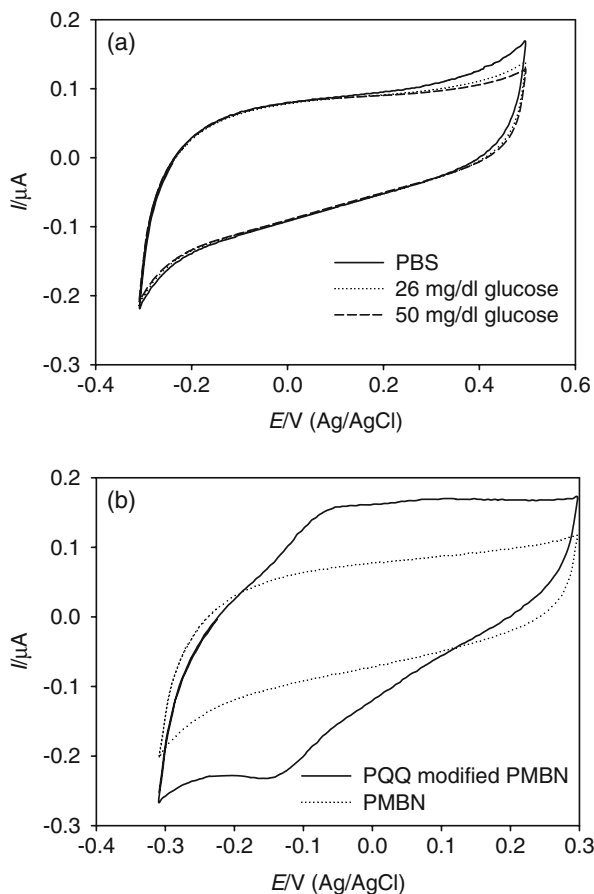 (a)
0.2
0.1
0.0
-0.1
-0.2
-0.3
I/µA
PBS
26 mg/dl glucose
50 mg/dl glucose
-0.4 -0.2 0.0 0.2 0.4 0.6
E/V (Ag/AgCl)
(b)
0.2
0.1
0.0
-0.1
-0.2
-0.3
I/µA
PQQ modified PMBN
PMBN
-0.4 -0.3 -0.2 -0.1 0.0 0.1 0.2 0.3
E/V (Ag/AgCl)